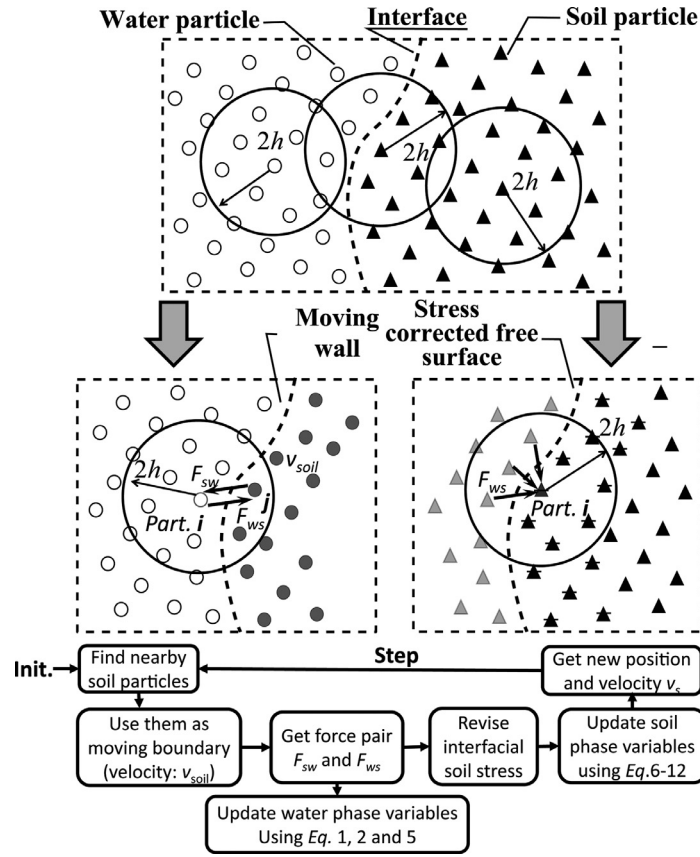 Water particle
Interface
Soil particle
2h
2h
2h
Moving
wall
Stress
corrected free
surface
–
2h
F_sw
v_soil
Part. i
F_ws
j
2h
F_ws
Part. i
Init.
Find nearby
soil particles
Step
Get new position
and velocity v_s
Use them as
moving boundary
(velocity: v_soil)
Get force pair
F_sw and F_ws
Revise
interfacial
soil stress
Update soil
phase variables
using Eq.6-12
Update water phase variables
Using Eq. 1, 2 and 5